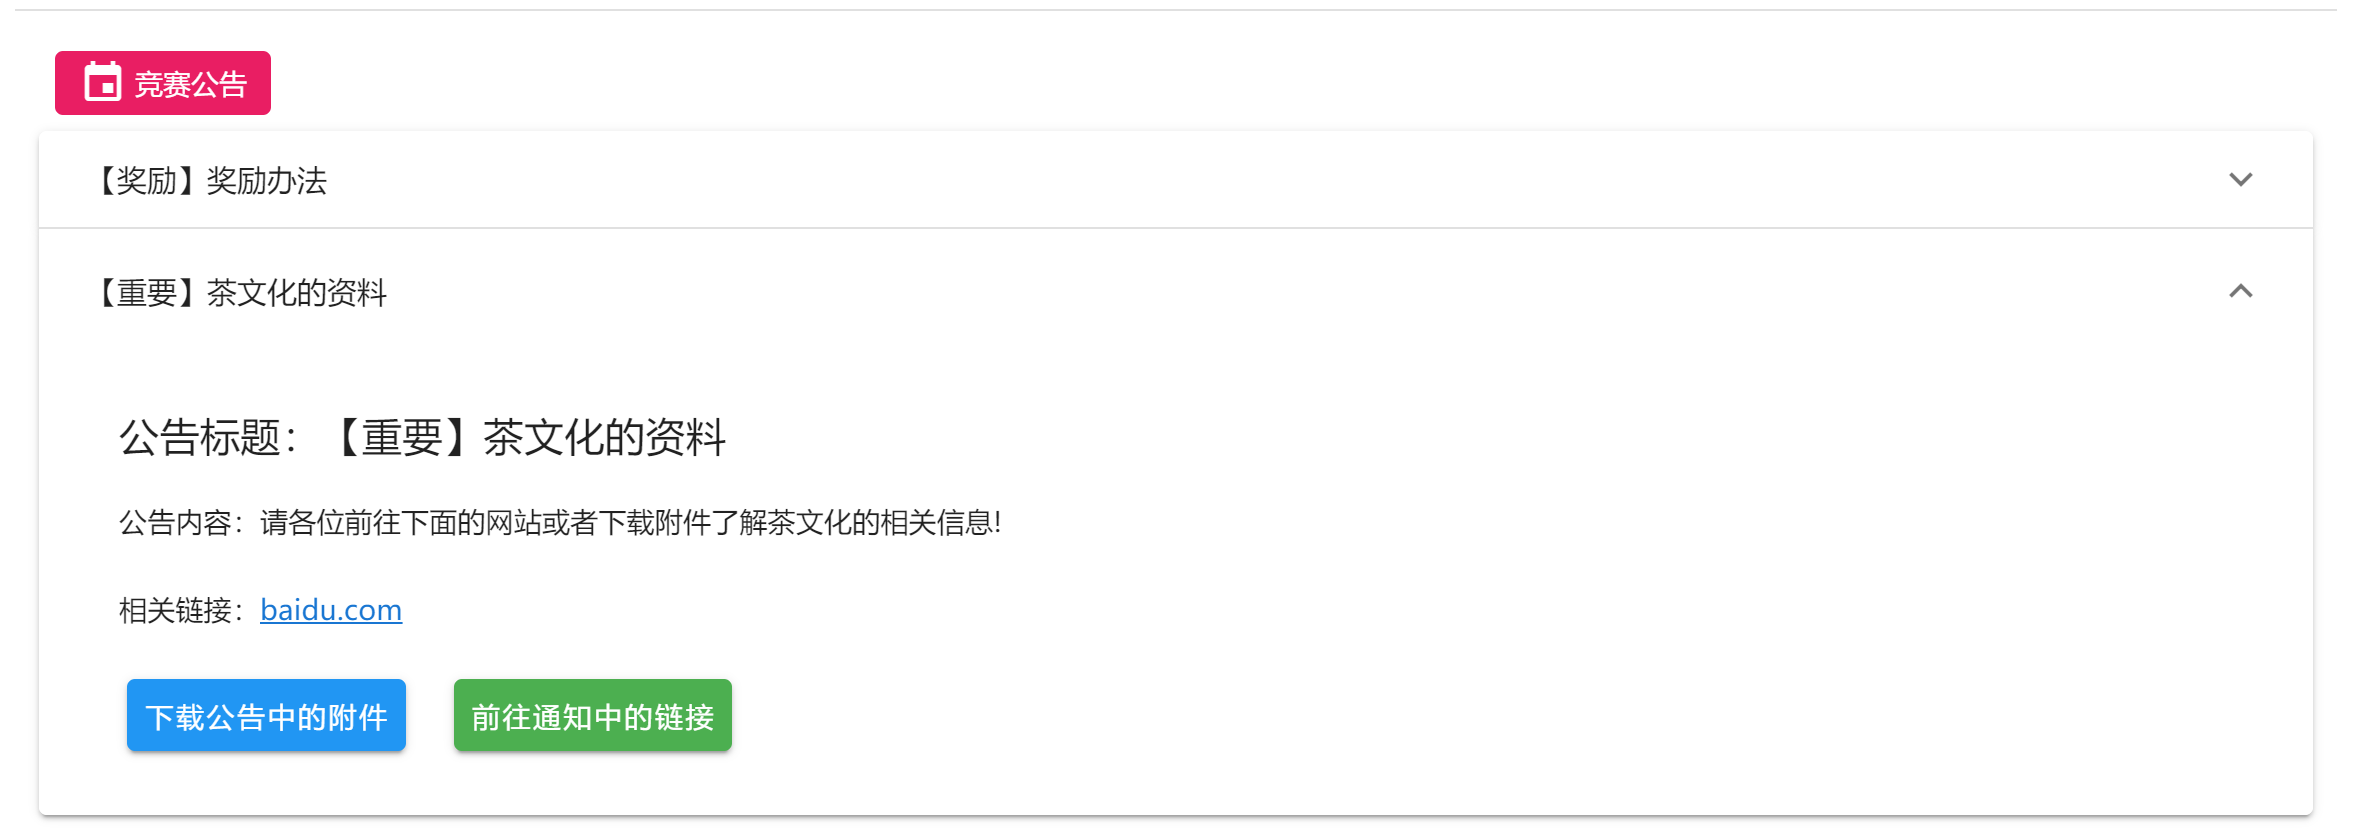 竞赛公告
【奖励】奖励办法
【重要】茶文化的资料
公告标题：【重要】茶文化的资料
公告内容：请各位前往下面的网站或者下载附件了解茶文化的相关信息!
相关链接：baidu.com
下载公告中的附件 前往通知中的链接